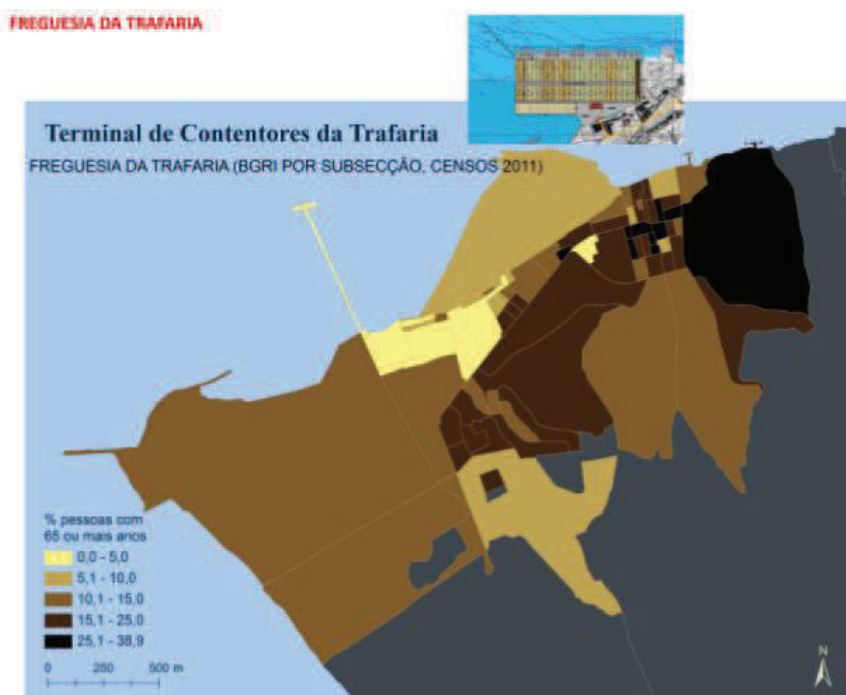 FREGUESIA DA TRAFARIA
Terminal de Contentores da Trafaria
FREGUESIA DA TRAFARIA (BGRI POR SUBSECÇÃO, CENSOS 2011)
% pessoas com
65 ou mais anos
0,0 - 5,0
5,1 - 10,0
10,1 - 15,0
15,1 - 25,0
25,1 - 38,9
0 250 500 m
N